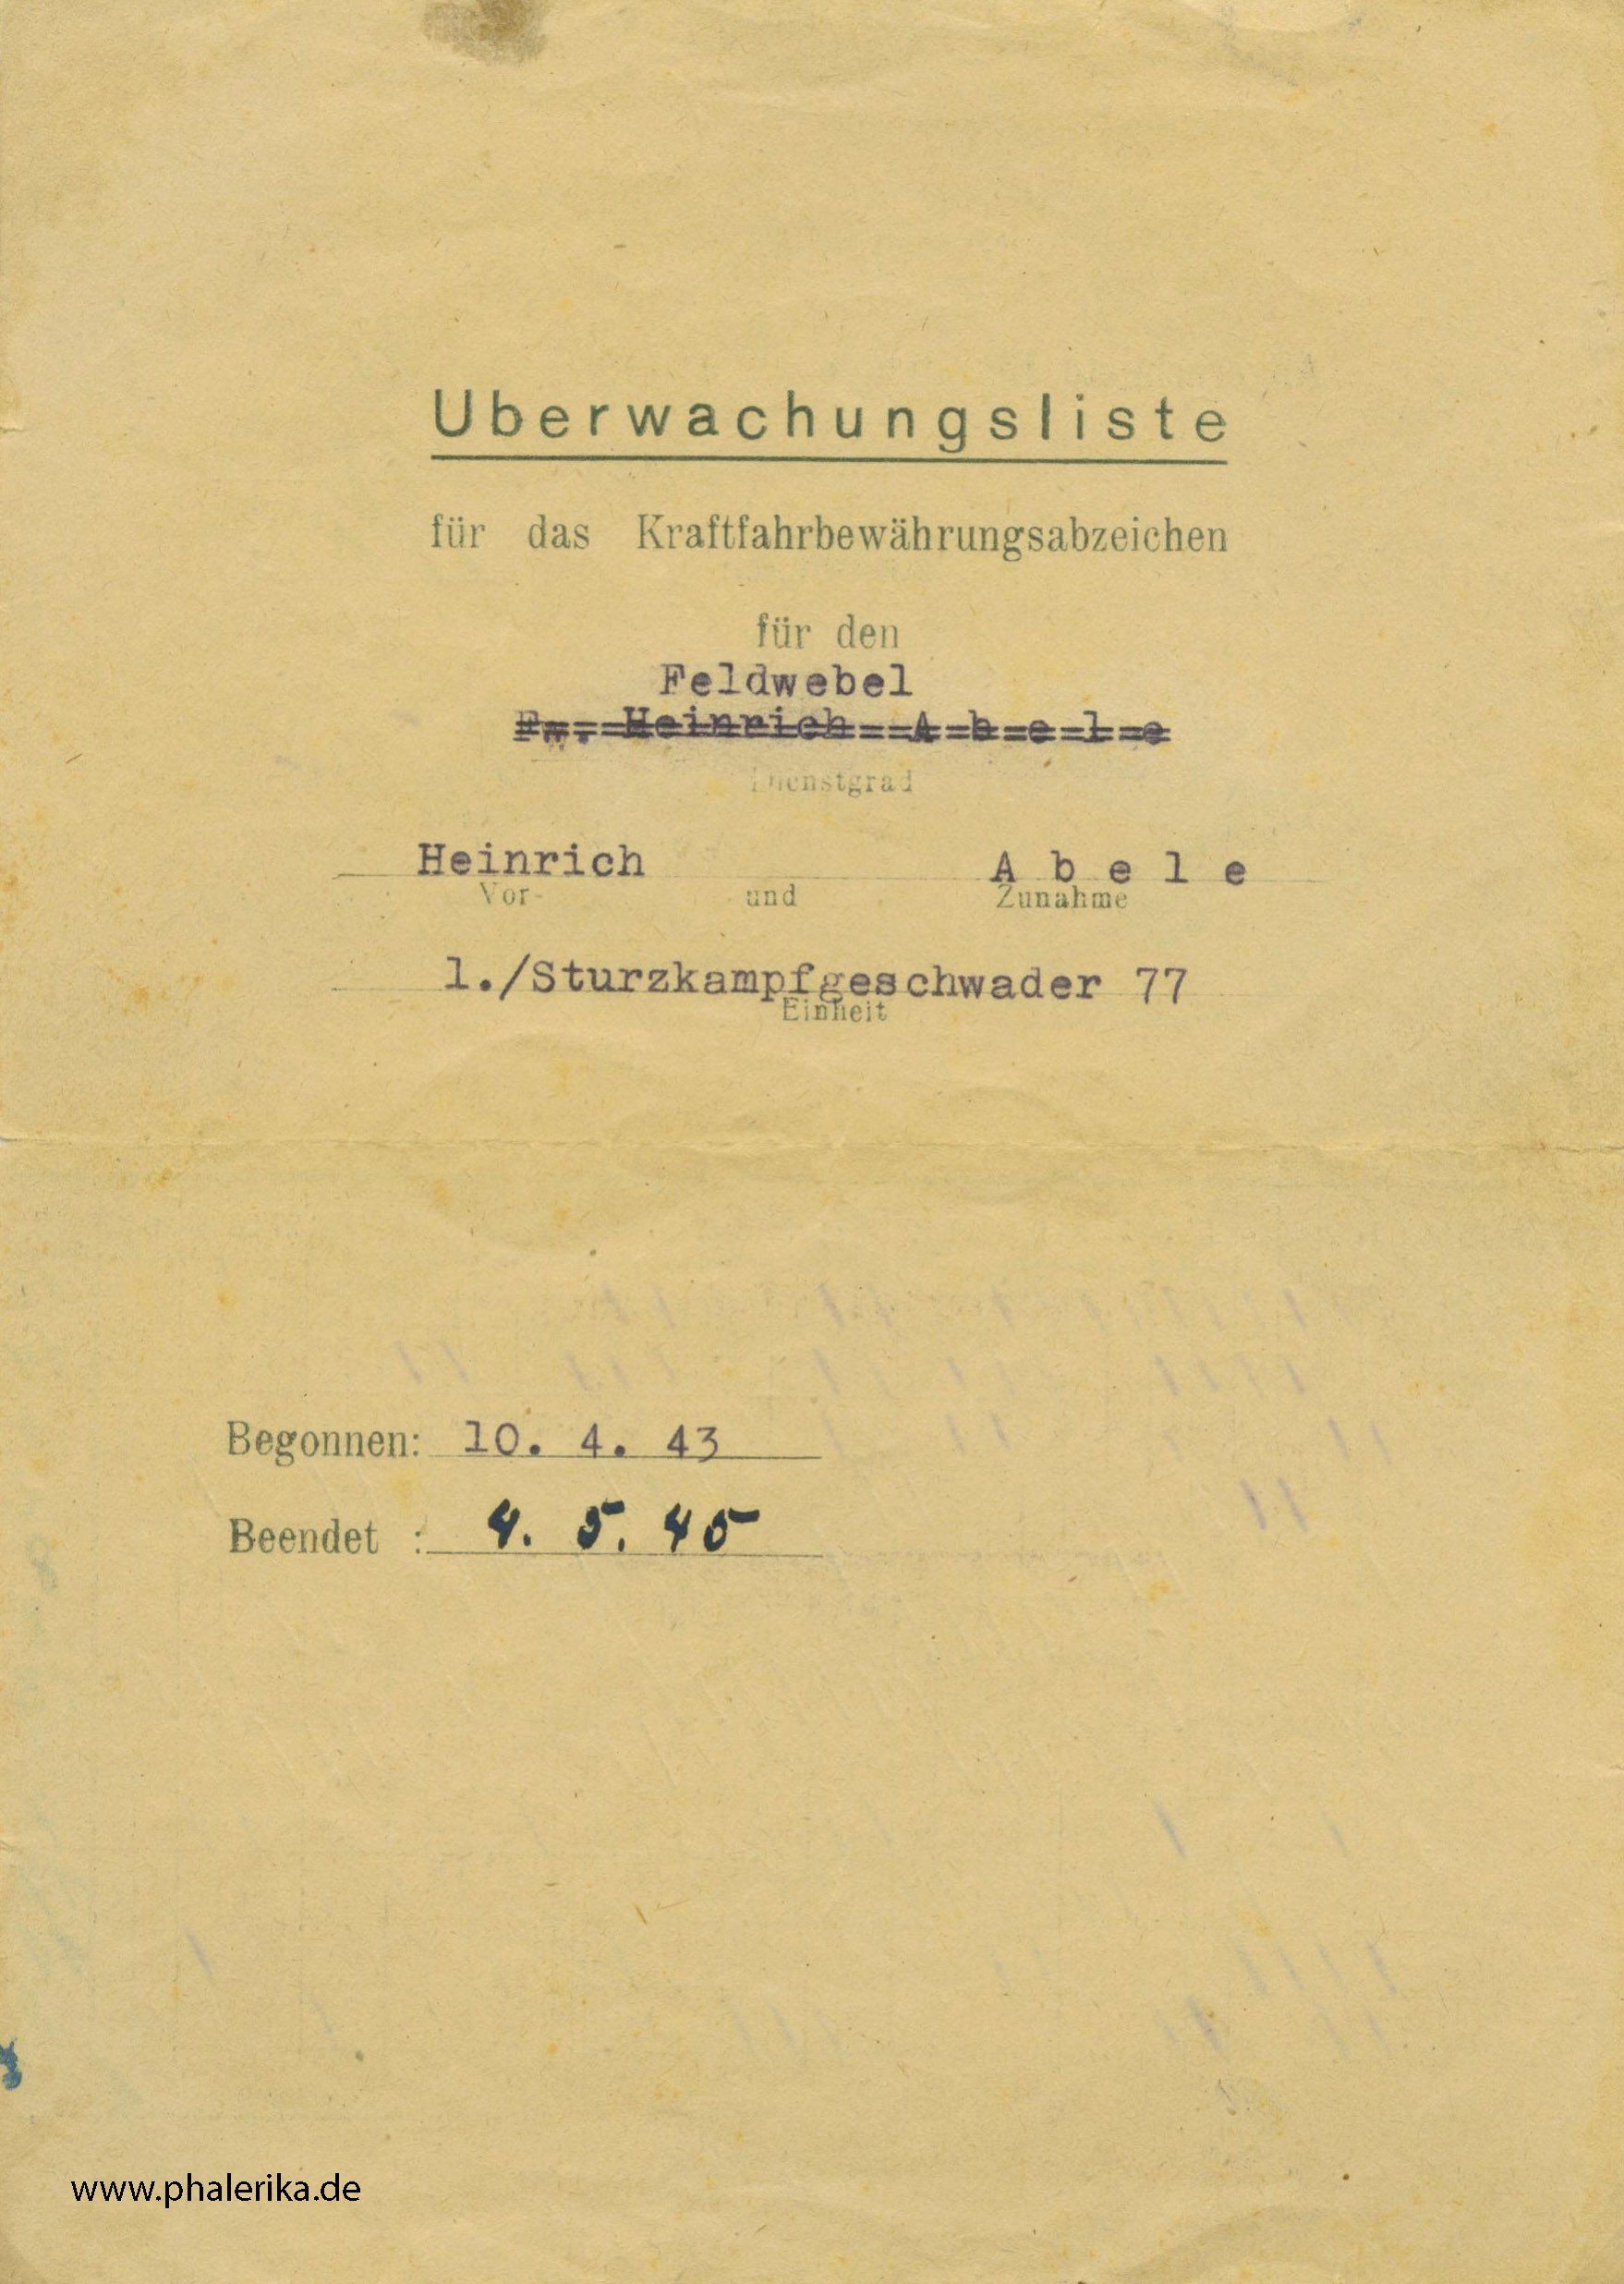 Uberwachungsliste
für das Kraftfahrbewährungsabzeichen
für den
Feldwebel
Fw. Heinrich A b e l e
Dienstgrad
Heinrich A b e l e
Vor- und Zunahme
1./Sturzkampfgeschwader 77
Einheit
Begonnen: 10. 4. 43
Beendet : 4. 5. 45
www.phalerika.de